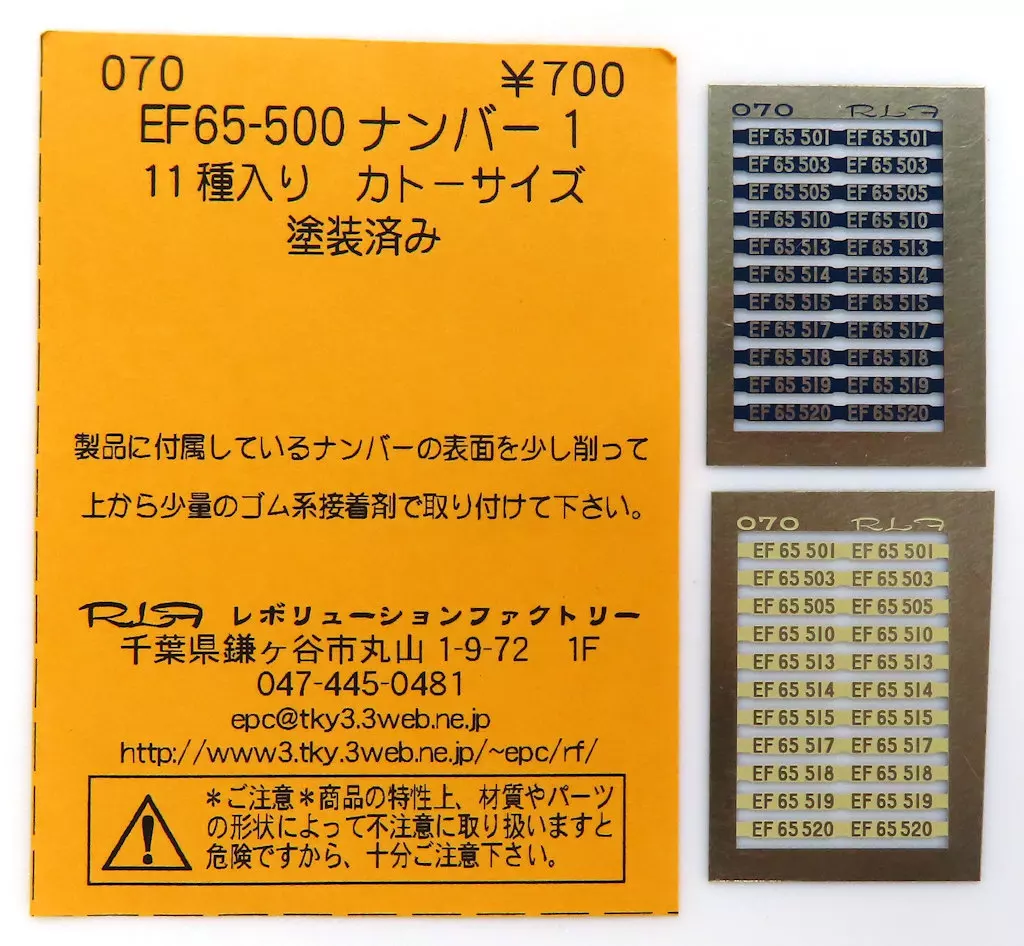 070 ¥700
EF65-500 ナンバー 1
11種入り カトーサイズ
塗装済み
製品に付属しているナンバーの表面を少し削って
上から少量のゴム系接着剤で取り付けて下さい。
RLF レボリューションファクトリー
千葉県鎌ヶ谷市丸山 1-9-72 1F
047-445-0481
epc@tky3.3web.ne.jp
http://www3.tky.3web.ne.jp/~epc/rf/
*ご注意*商品の特性上、材質やパーツ
の形状によって不注意に取り扱いますと
危険ですから、十分ご注意下さい。
070 RLF
EF 65 501 EF 65 501
EF 65 503 EF 65 503
EF 65 505 EF 65 505
EF 65 510 EF 65 510
EF 65 513 EF 65 513
EF 65 514 EF 65 514
EF 65 515 EF 65 515
EF 65 517 EF 65 517
EF 65 518 EF 65 518
EF 65 519 EF 65 519
EF 65 520 EF 65 520
070 RLF
EF 65 501 EF 65 501
EF 65 503 EF 65 503
EF 65 505 EF 65 505
EF 65 510 EF 65 510
EF 65 513 EF 65 513
EF 65 514 EF 65 514
EF 65 515 EF 65 515
EF 65 517 EF 65 517
EF 65 518 EF 65 518
EF 65 519 EF 65 519
EF 65 520 EF 65 520